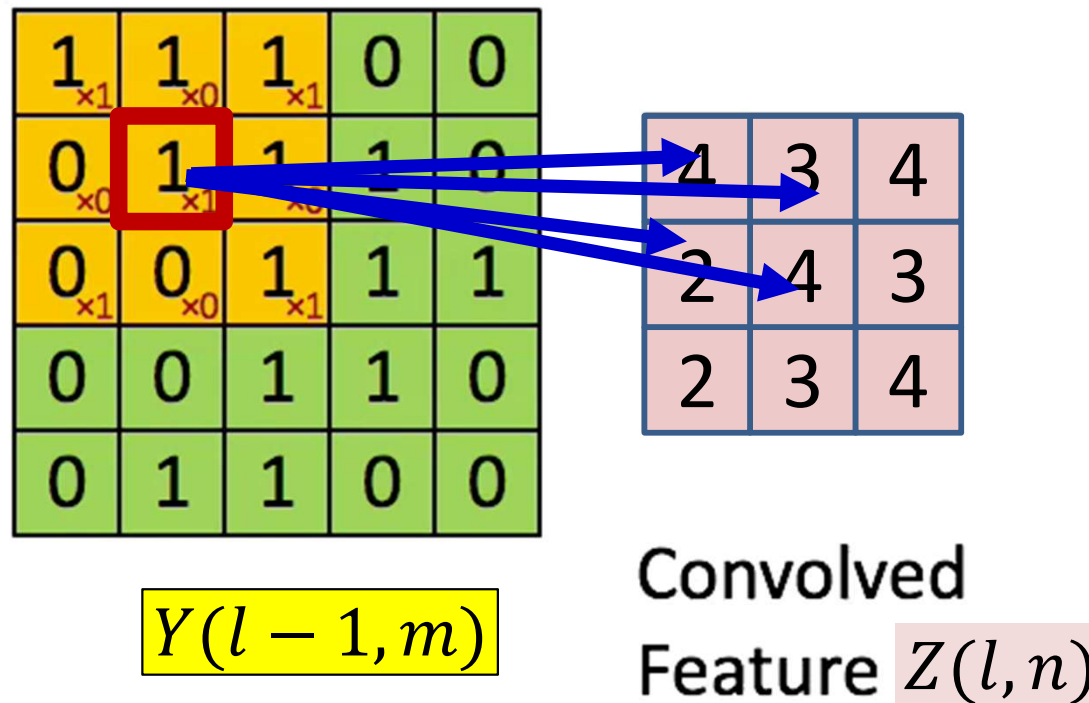 1×1 1×0 1×1 0 0
0×0 1×1 1×0 1 0
0×1 0×0 1×1 1 1
0 0 1 1 0
0 1 1 0 0
4 3 4
2 4 3
2 3 4
Y(l − 1, m)
Convolved
Feature Z(l, n)